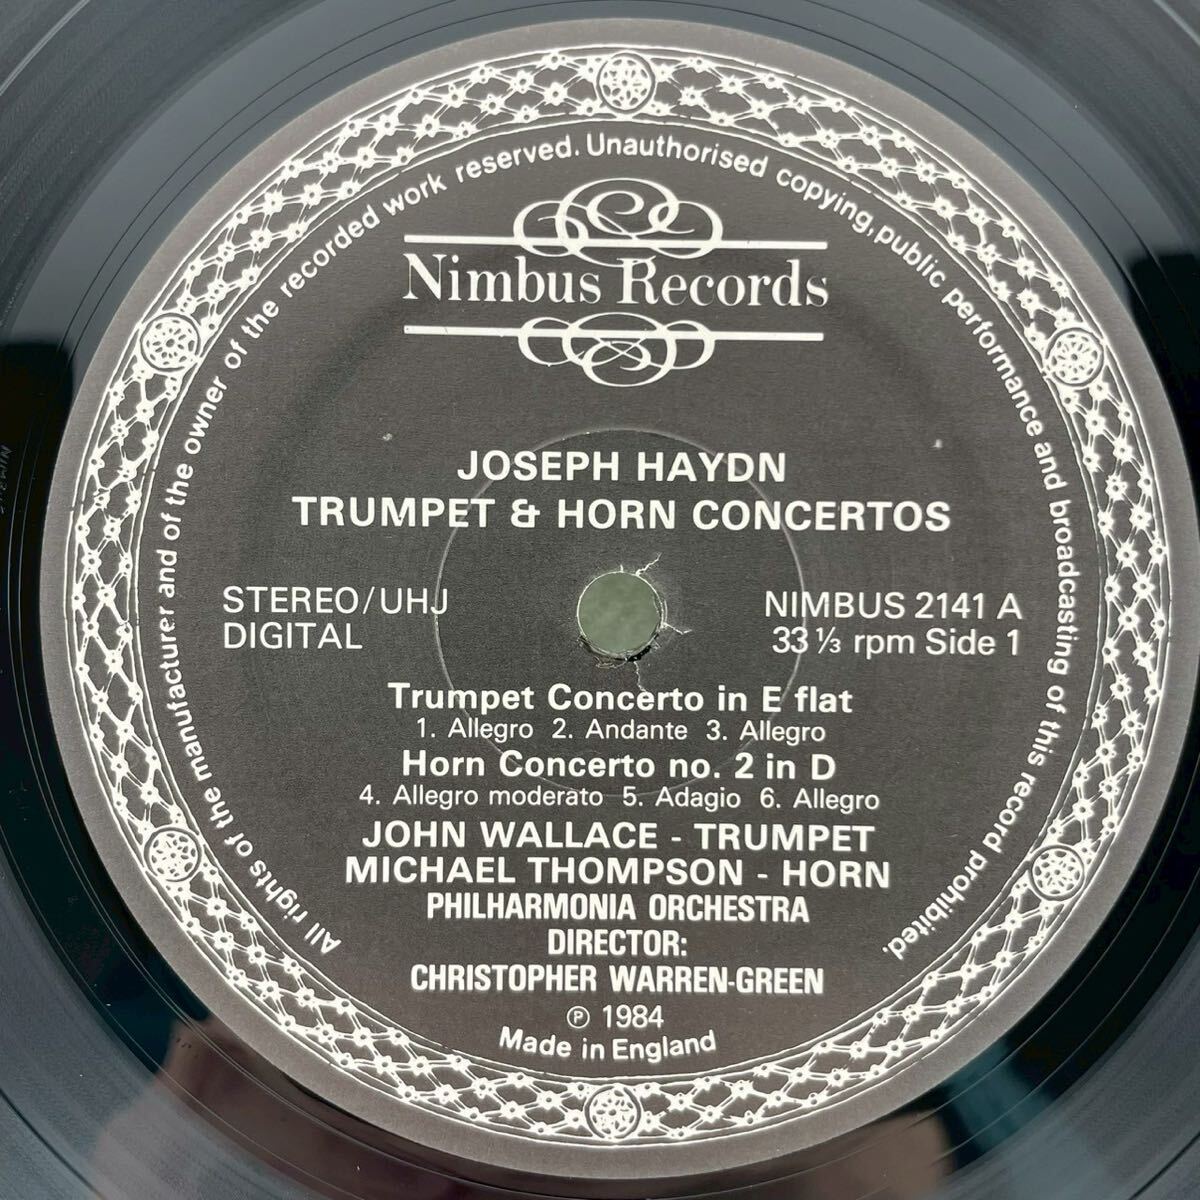 All rights of the manufacturer and of the owner of the recorded work reserved. Unauthorised copying, public performance and broadcasting of this record prohibited.
Nimbus Records
JOSEPH HAYDN
TRUMPET & HORN CONCERTOS
STEREO/UHJ
DIGITAL
NIMBUS 2141 A
33 ⅓ rpm Side 1
Trumpet Concerto in E flat
1. Allegro 2. Andante 3. Allegro
Horn Concerto no. 2 in D
4. Allegro moderato 5. Adagio 6. Allegro
JOHN WALLACE - TRUMPET
MICHAEL THOMPSON - HORN
PHILHARMONIA ORCHESTRA
DIRECTOR:
CHRISTOPHER WARREN-GREEN
℗ 1984
Made in England